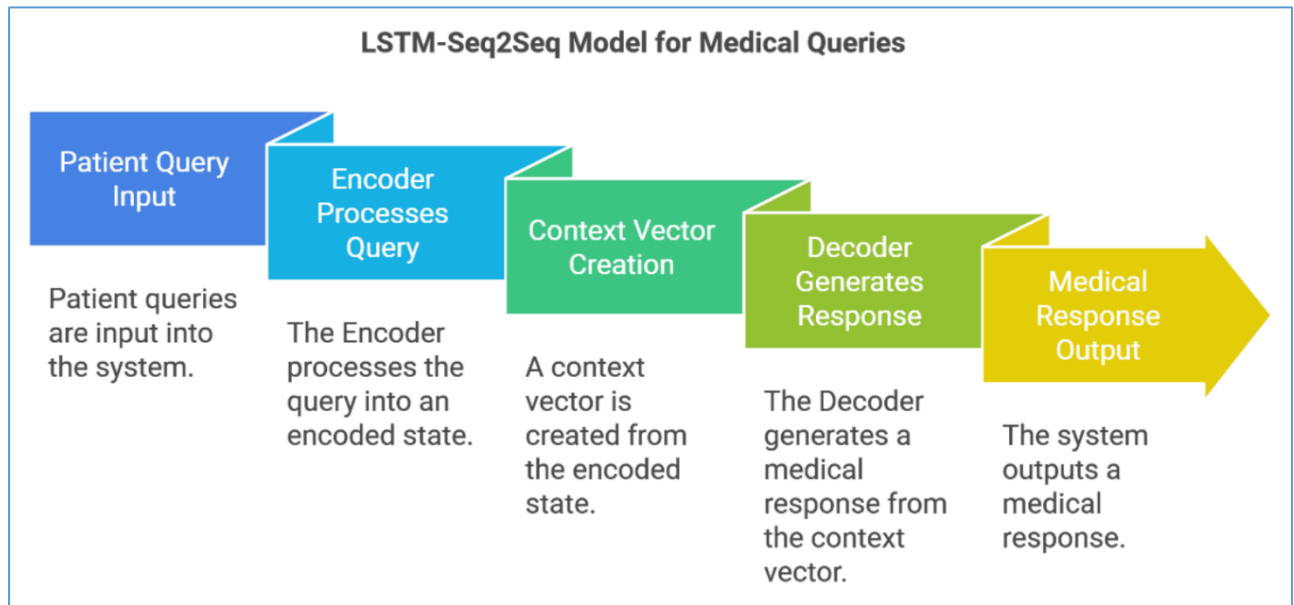 LSTM-Seq2Seq Model for Medical Queries
Patient Query
Input
Patient queries
are input into
the system.
Encoder
Processes
Query
The Encoder
processes the
query into an
encoded state.
Context Vector
Creation
A context
vector is
created from
the encoded
state.
Decoder
Generates
Response
The Decoder
generates a
medical
response from
the context
vector.
Medical
Response
Output
The system
outputs a
medical
response.